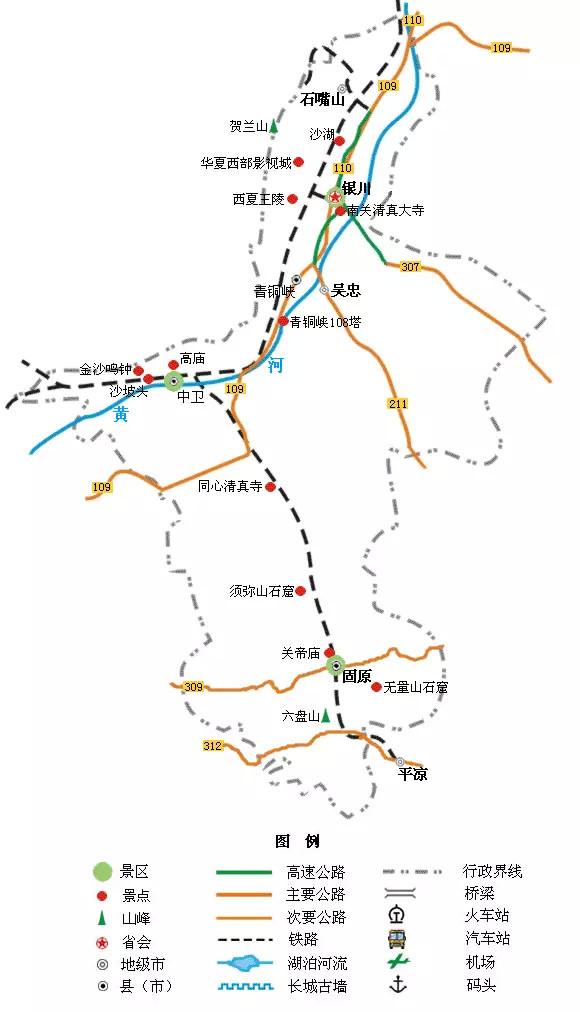 110
109
109
石嘴山
贺兰山
沙湖
华夏西部影视城
110
银川
西夏王陵
南关清真大寺
307
青铜峡
吴忠
青铜峡108塔
高庙
河
金沙鸣钟
沙坡头
中卫
109
黄
211
109
同心清真寺
须弥山石窟
关帝庙
固原
309
无量山石窟
六盘山
312
平凉
图 例
景区
高速公路
行政界线
景点
主要公路
桥梁
山峰
次要公路
火车站
省会
铁路
汽车站
地级市
湖泊河流
机场
县（市）
长城古墙
码头